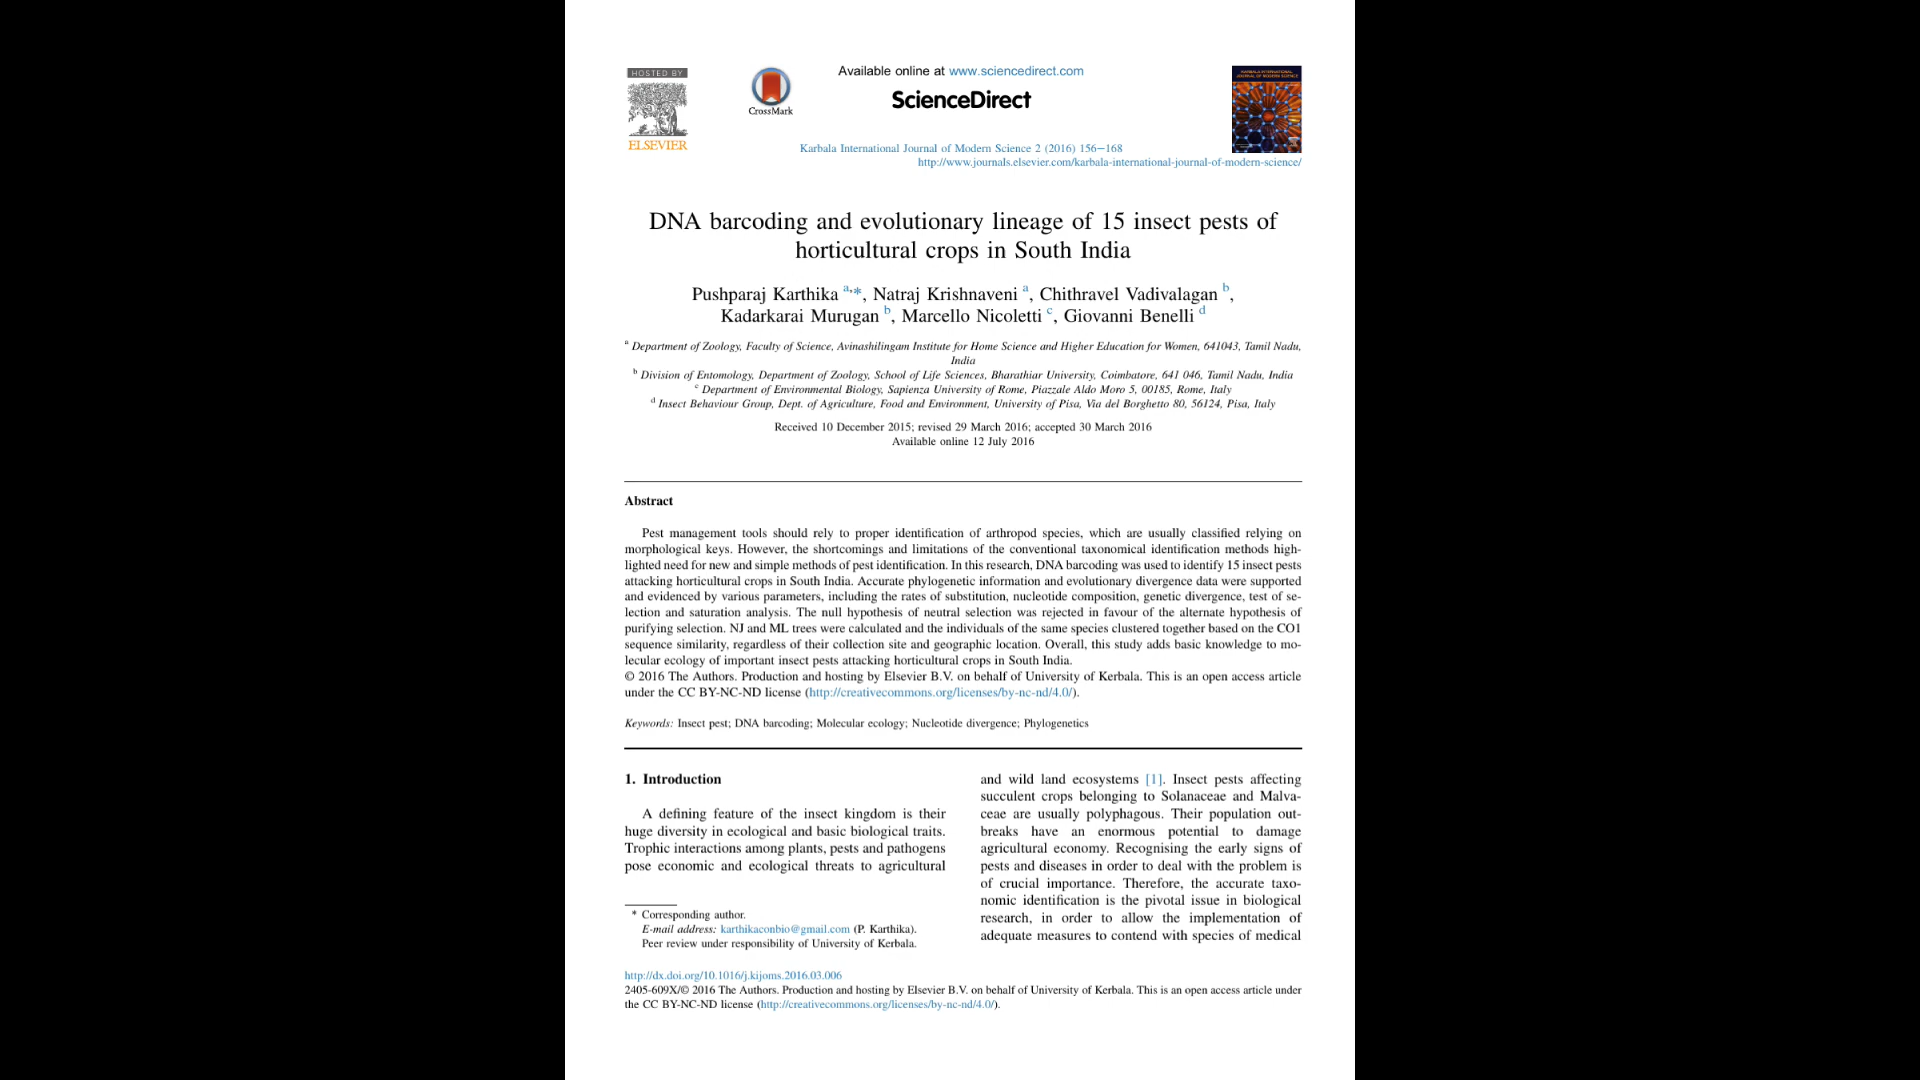 HOSTED BY
ELSEVIER
CrossMark
Available online at www.sciencedirect.com
ScienceDirect
Karbala International Journal of Modern Science 2 (2016) 156−168
http://www.journals.elsevier.com/karbala-international-journal-of-modern-science/
KARBALA INTERNATIONAL
JOURNAL OF MODERN SCIENCE
DNA barcoding and evolutionary lineage of 15 insect pests of
horticultural crops in South India
Pushparaj Karthika a,*, Natraj Krishnaveni a, Chithravel Vadivalagan b,
Kadarkarai Murugan b, Marcello Nicoletti c, Giovanni Benelli d
a Department of Zoology, Faculty of Science, Avinashilingam Institute for Home Science and Higher Education for Women, 641043, Tamil Nadu,
India
b Division of Entomology, Department of Zoology, School of Life Sciences, Bharathiar University, Coimbatore, 641 046, Tamil Nadu, India
c Department of Environmental Biology, Sapienza University of Rome, Piazzale Aldo Moro 5, 00185, Rome, Italy
d Insect Behaviour Group, Dept. of Agriculture, Food and Environment, University of Pisa, Via del Borghetto 80, 56124, Pisa, Italy
Received 10 December 2015; revised 29 March 2016; accepted 30 March 2016
Available online 12 July 2016
Abstract
Pest management tools should rely to proper identification of arthropod species, which are usually classified relying on
morphological keys. However, the shortcomings and limitations of the conventional taxonomical identification methods high-
lighted need for new and simple methods of pest identification. In this research, DNA barcoding was used to identify 15 insect pests
attacking horticultural crops in South India. Accurate phylogenetic information and evolutionary divergence data were supported
and evidenced by various parameters, including the rates of substitution, nucleotide composition, genetic divergence, test of se-
lection and saturation analysis. The null hypothesis of neutral selection was rejected in favour of the alternate hypothesis of
purifying selection. NJ and ML trees were calculated and the individuals of the same species clustered together based on the CO1
sequence similarity, regardless of their collection site and geographic location. Overall, this study adds basic knowledge to mo-
lecular ecology of important insect pests attacking horticultural crops in South India.
© 2016 The Authors. Production and hosting by Elsevier B.V. on behalf of University of Kerbala. This is an open access article
under the CC BY-NC-ND license (http://creativecommons.org/licenses/by-nc-nd/4.0/).
Keywords: Insect pest; DNA barcoding; Molecular ecology; Nucleotide divergence; Phylogenetics
1. Introduction
A defining feature of the insect kingdom is their
huge diversity in ecological and basic biological traits.
Trophic interactions among plants, pests and pathogens
pose economic and ecological threats to agricultural
and wild land ecosystems [1]. Insect pests affecting
succulent crops belonging to Solanaceae and Malva-
ceae are usually polyphagous. Their population out-
breaks have an enormous potential to damage
agricultural economy. Recognising the early signs of
pests and diseases in order to deal with the problem is
of crucial importance. Therefore, the accurate taxo-
nomic identification is the pivotal issue in biological
research, in order to allow the implementation of
adequate measures to contend with species of medical
* Corresponding author.
E-mail address: karthikaconbio@gmail.com (P. Karthika).
Peer review under responsibility of University of Kerbala.
http://dx.doi.org/10.1016/j.kijoms.2016.03.006
2405-609X/© 2016 The Authors. Production and hosting by Elsevier B.V. on behalf of University of Kerbala. This is an open access article under
the CC BY-NC-ND license (http://creativecommons.org/licenses/by-nc-nd/4.0/).